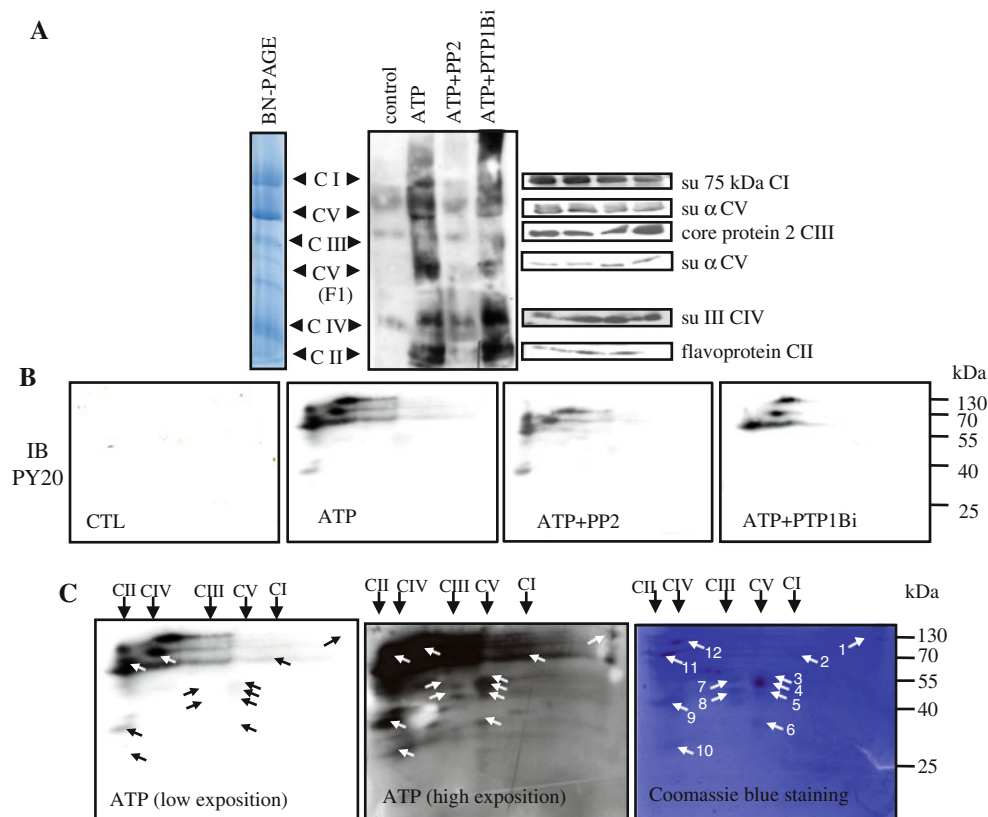 A
BN-PAGE
control
ATP
ATP+PP2
ATP+PTP1Bi
C I
CV
C III
CV
(F1)
C IV
C II
su 75 kDa CI
su α CV
core protein 2 CIII
su α CV
su III CIV
flavoprotein CII
B
IB
PY20
CTL
ATP
ATP+PP2
ATP+PTP1Bi
kDa
130
70
55
40
25
C
CII CIV CIII CV CI
CII CIV CIII CV CI
CII CIV CIII CV CI
kDa
ATP (low exposition)
ATP (high exposition)
12
1
11
2
7
3
4
8
5
9
6
10
Coomassie blue staining
130
70
55
40
25